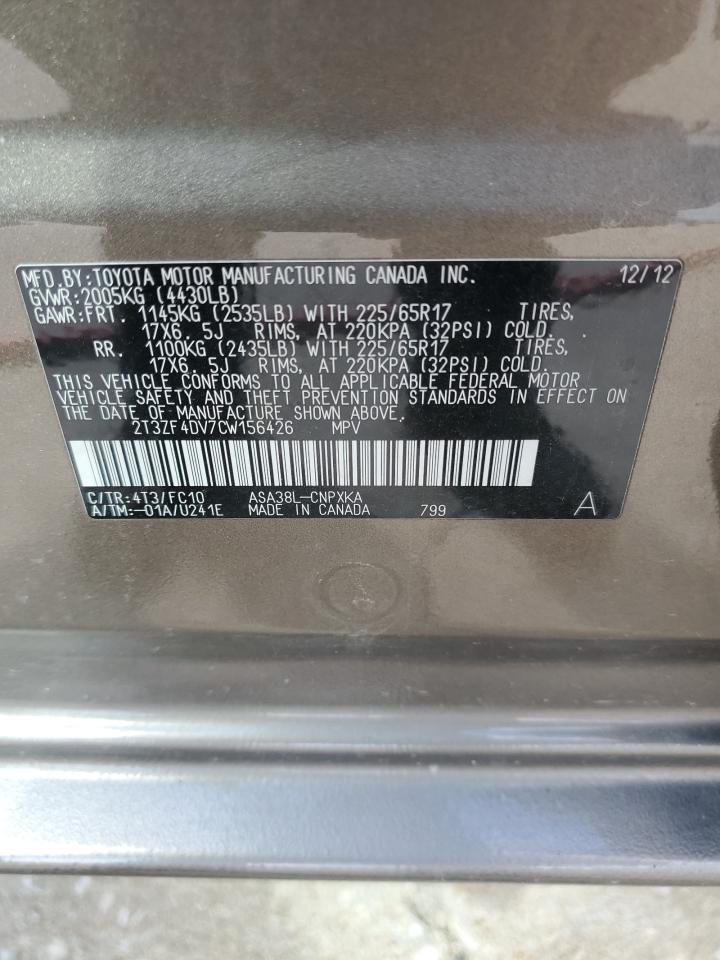 MFD.BY:TOYOTA MOTOR MANUFACTURING CANADA INC. 12/12
GVWR:2005KG (4430LB)
GAWR:FRT. 1145KG (2535LB) WITH 225/65R17 TIRES,
17X6. 5J RIMS, AT 220KPA (32PSI) COLD.
RR. 1100KG (2435LB) WITH 225/65R17 TIRES,
17X6. 5J RIMS, AT 220KPA (32PSI) COLD.
THIS VEHICLE CONFORMS TO ALL APPLICABLE FEDERAL MOTOR
VEHICLE SAFETY AND THEFT PREVENTION STANDARDS IN EFFECT ON
THE DATE OF MANUFACTURE SHOWN ABOVE.
2T3ZF4DV7CW156426 MPV
C/TR:4T3/FC10 ASA38L-CNPXKA
A/TM:-01A/U241E MADE IN CANADA 799 A